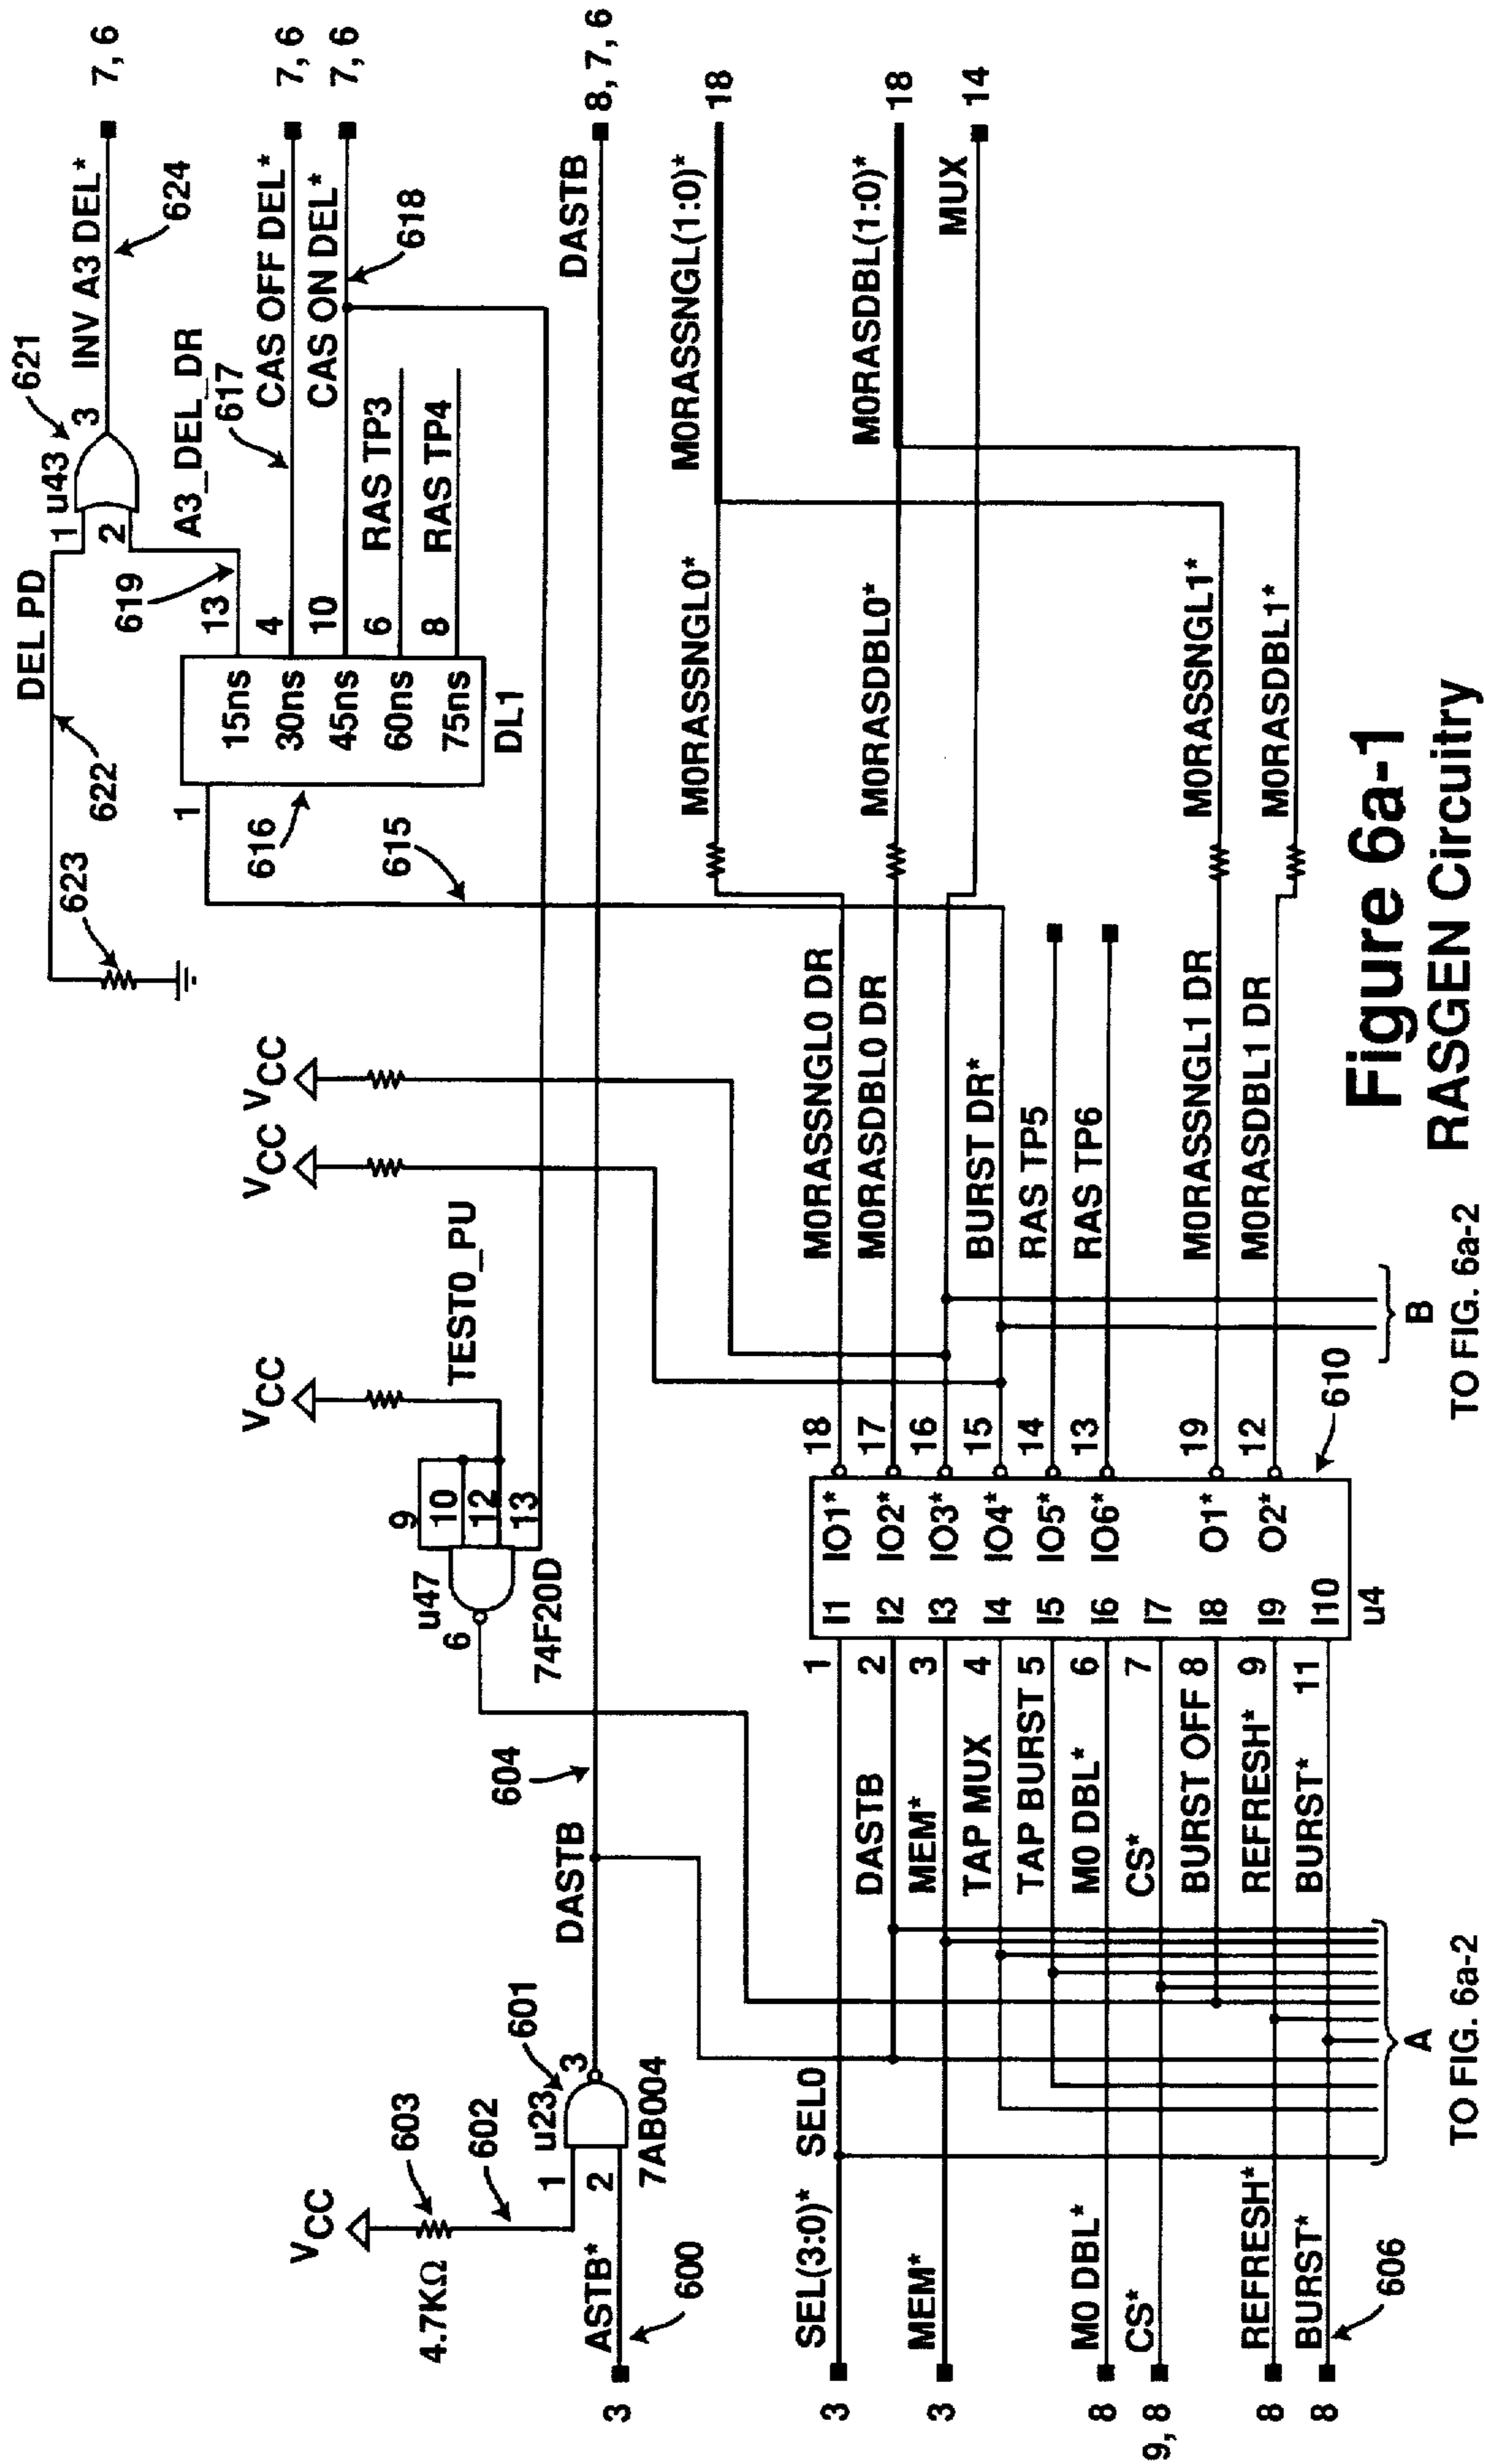 DEL PD
622
623
u43
1
2
3
621
INV A3 DEL*
624
7, 6
A3_DEL_DR
619
617
13
15ns
4
30ns
CAS OFF DEL*
7, 6
10
45ns
CAS ON DEL*
7, 6
618
6
60ns
RAS TP3
8
75ns
RAS TP4
DL1
1
616
615
VCC
VCC
VCC
VCC
TEST0_PU
9
10
12
13
u47
6
74F20D
603
4.7KΩ
602
u23
601
1
2
3
7AB004
ASTB*
600
3
DASTB
604
DASTB
8, 7, 6
3
SEL(3:0)*
SEL0
1
I1
IO1*
18
M0RASSNGL0 DR
M0RASSNGL0*
M0RASSNGL(1:0)*
18
DASTB
2
I2
IO2*
17
M0RASDBL0 DR
M0RASDBL0*
M0RASDBL(1:0)*
18
3
MEM*
MEM*
3
I3
IO3*
16
MUX
14
TAP MUX
4
I4
IO4*
15
BURST DR*
TAP BURST
5
I5
IO5*
14
RAS TP5
8
M0 DBL*
M0 DBL*
6
I6
IO6*
13
RAS TP6
9, 8
CS*
CS*
7
I7
BURST OFF
8
I8
O1*
19
M0RASSNGL1 DR
M0RASSNGL1*
8
REFRESH*
REFRESH*
9
I9
O2*
12
M0RASDBL1 DR
M0RASDBL1*
8
BURST*
606
BURST*
11
I10
u4
610
A
TO FIG. 6a-2
B
TO FIG. 6a-2
Figure 6a-1
RASGEN Circuitry